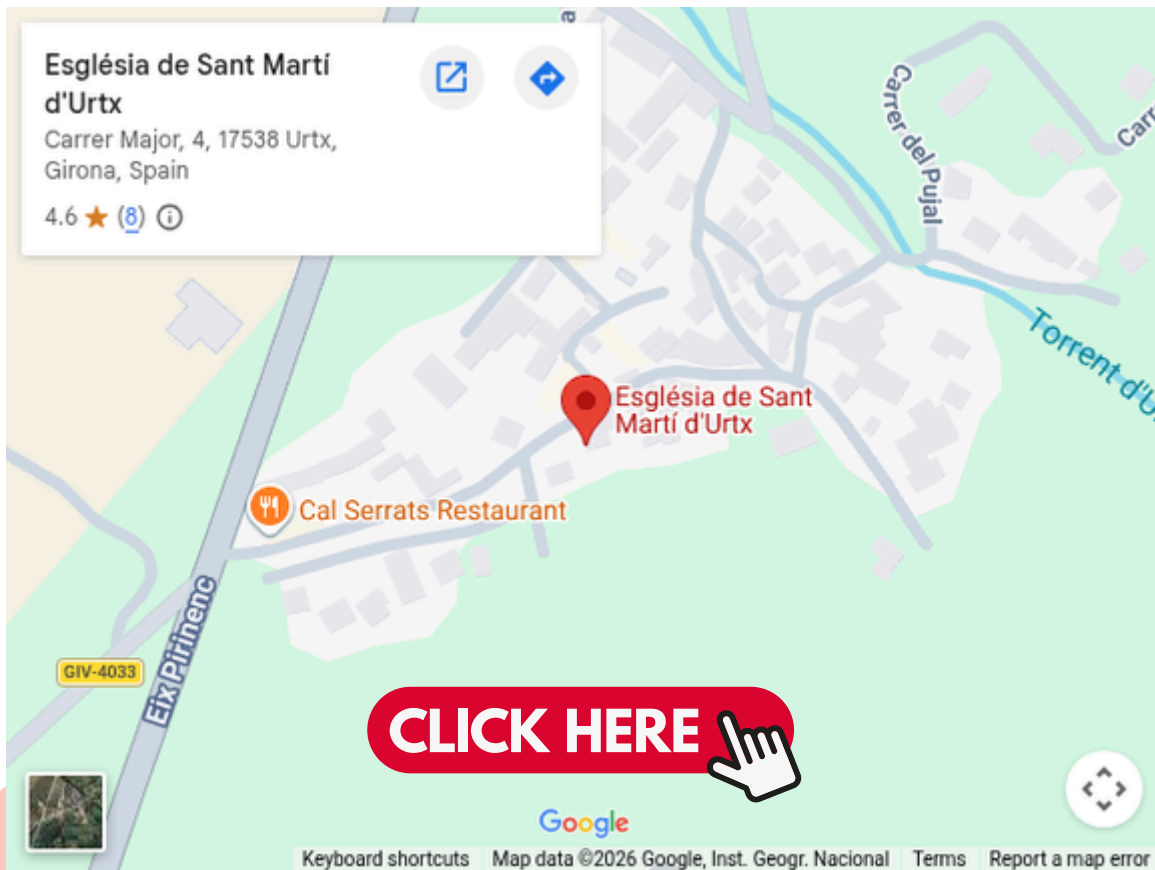 Església de Sant Martí
d'Urtx
Carrer Major, 4, 17538 Urtx,
Girona, Spain
4.6 ★ (8)
a
Carrer del Pujal
Carr
Torrent d'U
Església de Sant
Martí d'Urtx
Cal Serrats Restaurant
GIV-4033
Eix Pirinenc
CLICK HERE
Google
Keyboard shortcuts Map data ©2026 Google, Inst. Geogr. Nacional Terms Report a map error